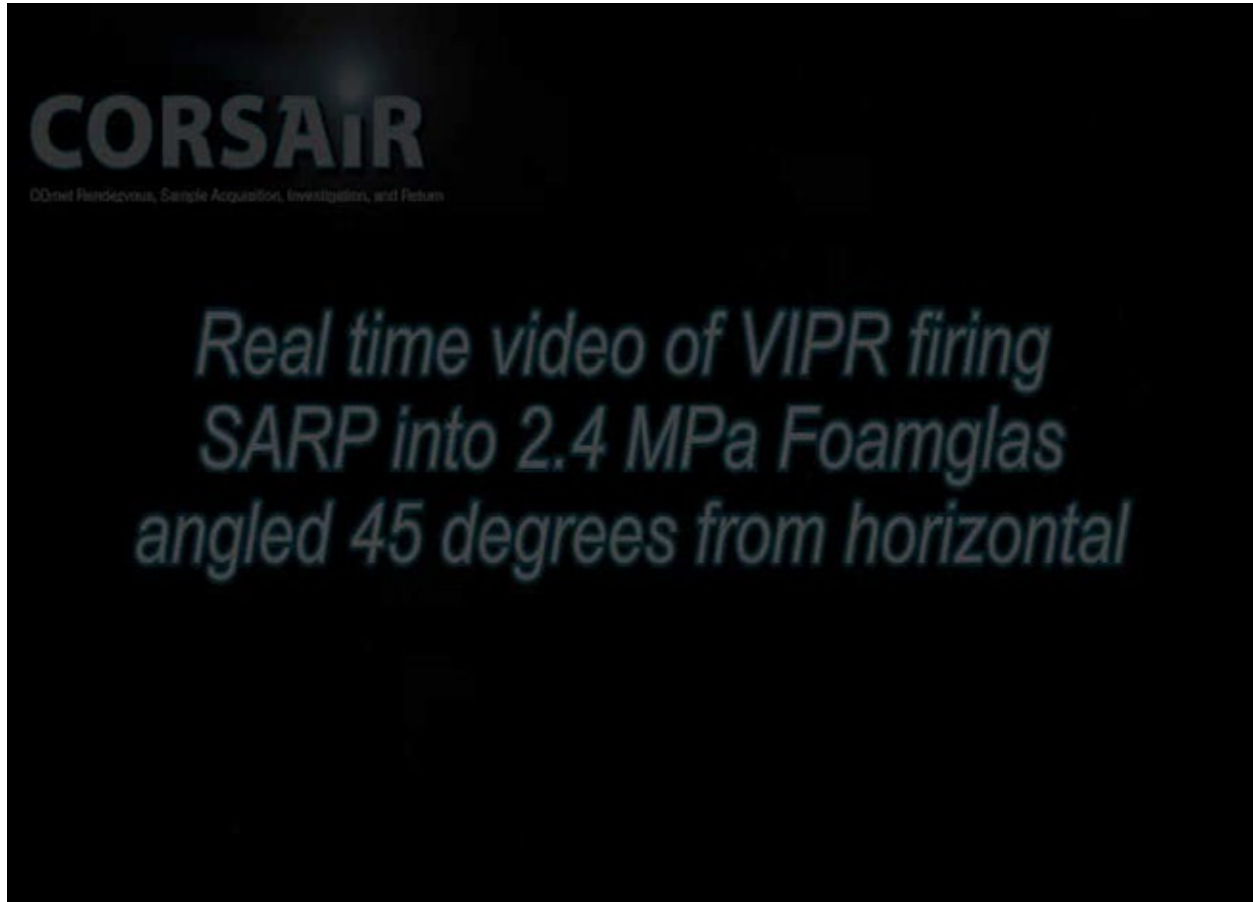 CORSAiR
COmet Rendezvous, Sample Acquisition, Investigation, and Return
Real time video of VIPR firing
SARP into 2.4 MPa Foamglas
angled 45 degrees from horizontal